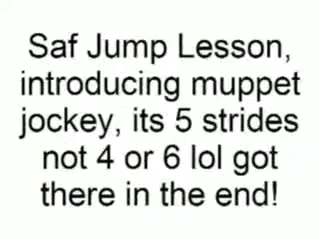 Saf Jump Lesson,
introducing muppet
jockey, its 5 strides
not 4 or 6 lol got
there in the end!